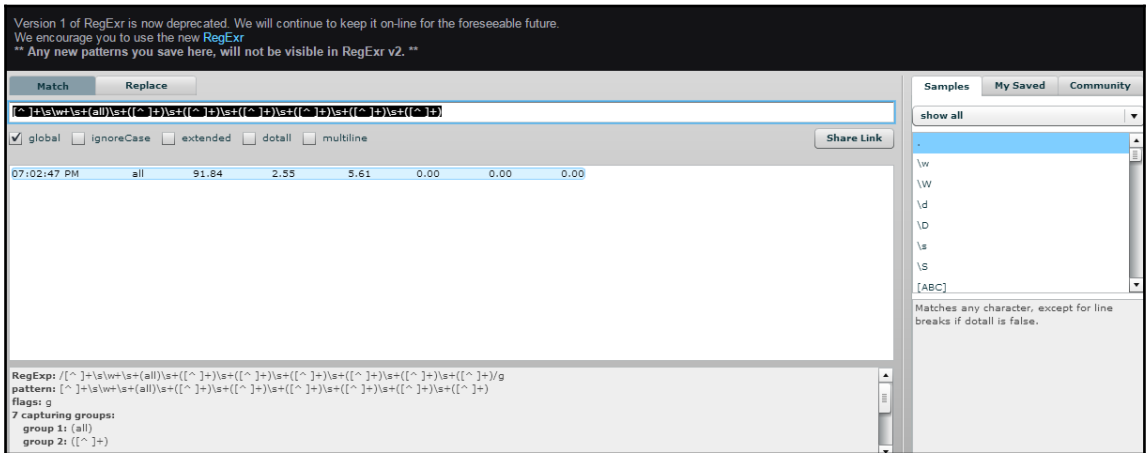 Version 1 of RegExr is now deprecated. We will continue to keep it on-line for the foreseeable future.
We encourage you to use the new RegExr
** Any new patterns you save here, will not be visible in RegExr v2. **
Match Replace
[^ ]+\s\w+\s+(all)\s+([^ ]+)\s+([^ ]+)\s+([^ ]+)\s+([^ ]+)\s+([^ ]+)\s+([^ ]+)
global ignoreCase extended dotall multiline Share Link
07:02:47 PM all 91.84 2.55 5.61 0.00 0.00 0.00
RegExp: /[^ ]+\s\w+\s+(all)\s+([^ ]+)\s+([^ ]+)\s+([^ ]+)\s+([^ ]+)\s+([^ ]+)\s+([^ ]+)/g
pattern: [^ ]+\s\w+\s+(all)\s+([^ ]+)\s+([^ ]+)\s+([^ ]+)\s+([^ ]+)\s+([^ ]+)\s+([^ ]+)
flags: g
7 capturing groups:
group 1: (all)
group 2: ([^ ]+)
Samples My Saved Community
show all
.
\w
\W
\d
\D
\s
\S
[ABC]
Matches any character, except for line
breaks if dotall is false.